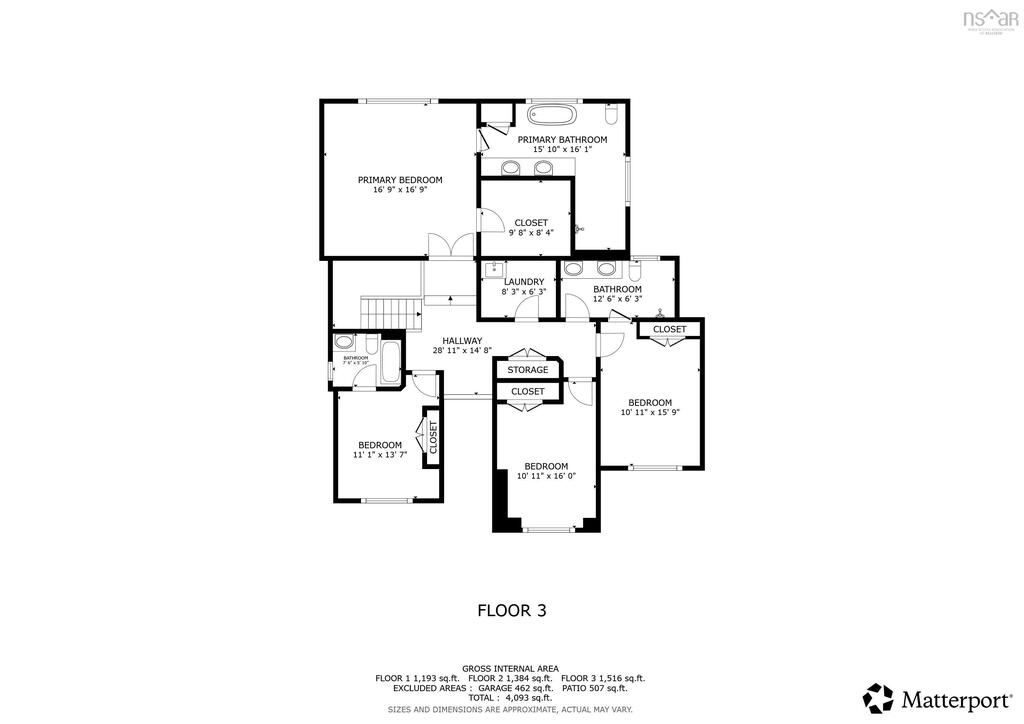 nsar
NOVA SCOTIA ASSOCIATION
OF REALTORS®
PRIMARY BATHROOM
15' 10" x 16' 1"
PRIMARY BEDROOM
16' 9" x 16' 9"
CLOSET
9' 8" x 8' 4"
LAUNDRY
8' 3" x 6' 3"
BATHROOM
12' 6" x 6' 3"
CLOSET
HALLWAY
28' 11" x 14' 8"
BATHROOM
7' 6" x 5' 10"
STORAGE
CLOSET
BEDROOM
10' 11" x 15' 9"
CLOSET
BEDROOM
11' 1" x 13' 7"
BEDROOM
10' 11" x 16' 0"
FLOOR 3
GROSS INTERNAL AREA
FLOOR 1 1,193 sq.ft. FLOOR 2 1,384 sq.ft. FLOOR 3 1,516 sq.ft.
EXCLUDED AREAS : GARAGE 462 sq.ft. PATIO 507 sq.ft.
TOTAL : 4,093 sq.ft.
SIZES AND DIMENSIONS ARE APPROXIMATE, ACTUAL MAY VARY.
Matterport®